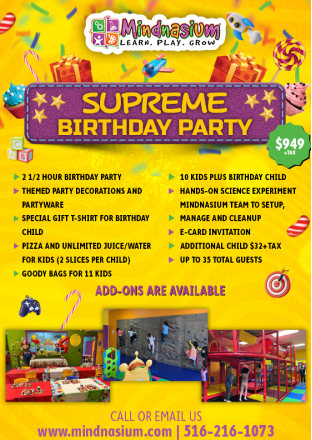 Mindnasium
LEARN. PLAY. GROW
SUPREME
BIRTHDAY PARTY
$949
+TAX
2 1/2 HOUR BIRTHDAY PARTY
THEMED PARTY DECORATIONS AND
PARTYWARE
SPECIAL GIFT T-SHIRT FOR BIRTHDAY
CHILD
PIZZA AND UNLIMITED JUICE/WATER
FOR KIDS (2 SLICES PER CHILD)
GOODY BAGS FOR 11 KIDS
10 KIDS PLUS BIRTHDAY CHILD
HANDS-ON SCIENCE EXPERIMENT
MINDNASIUM TEAM TO SETUP,
MANAGE AND CLEANUP
E-CARD INVITATION
ADDITIONAL CHILD $32+TAX
UP TO 35 TOTAL GUESTS
ADD-ONS ARE AVAILABLE
CALL OR EMAIL US
www.mindnasium.com | 516-216-1073